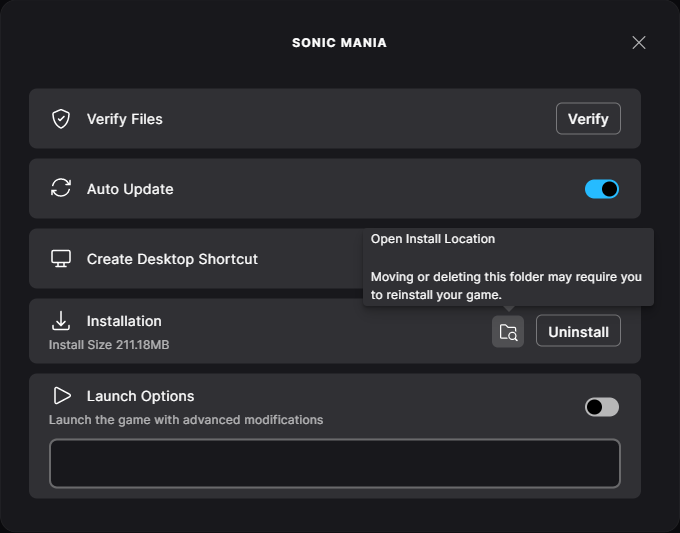 SONIC MANIA
Verify Files
Verify
Auto Update
Open Install Location
Create Desktop Shortcut
Moving or deleting this folder may require you
to reinstall your game.
Installation
Install Size 211.18MB
Uninstall
Launch Options
Launch the game with advanced modifications